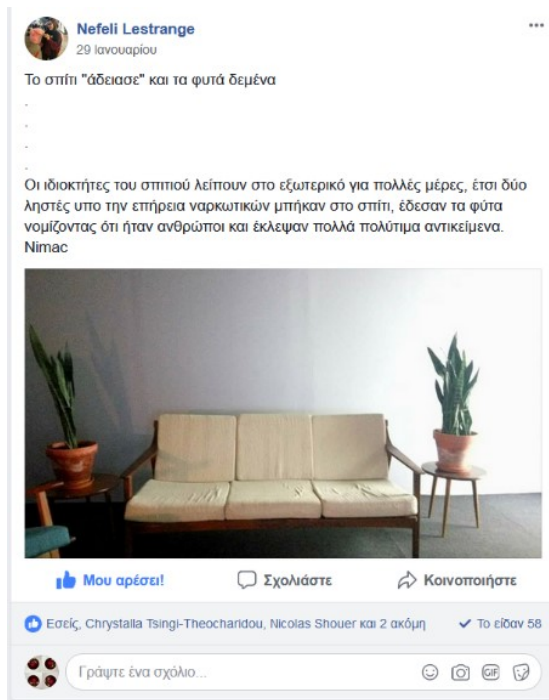 Nefeli Lestrange
29 Ιανουαρίου
Το σπίτι "άδειασε" και τα φυτά δεμένα
.
.
.
.
Οι ιδιοκτήτες του σπιτιού λείπουν στο εξωτερικό για πολλές μέρες, έτσι δύο
ληστές υπο την επήρεια ναρκωτικών μπήκαν στο σπίτι, έδεσαν τα φύτα
νομίζοντας ότι ήταν ανθρώποι και έκλεψαν πολλά πολύτιμα αντικείμενα.
Nimac
Μου αρέσει! Σχολιάστε Κοινοποιήστε
Εσείς, Chrystalla Tsingi-Theocharidou, Nicolas Shouer και 2 ακόμη Το είδαν 58
Γράψτε ένα σχόλιο... GIF